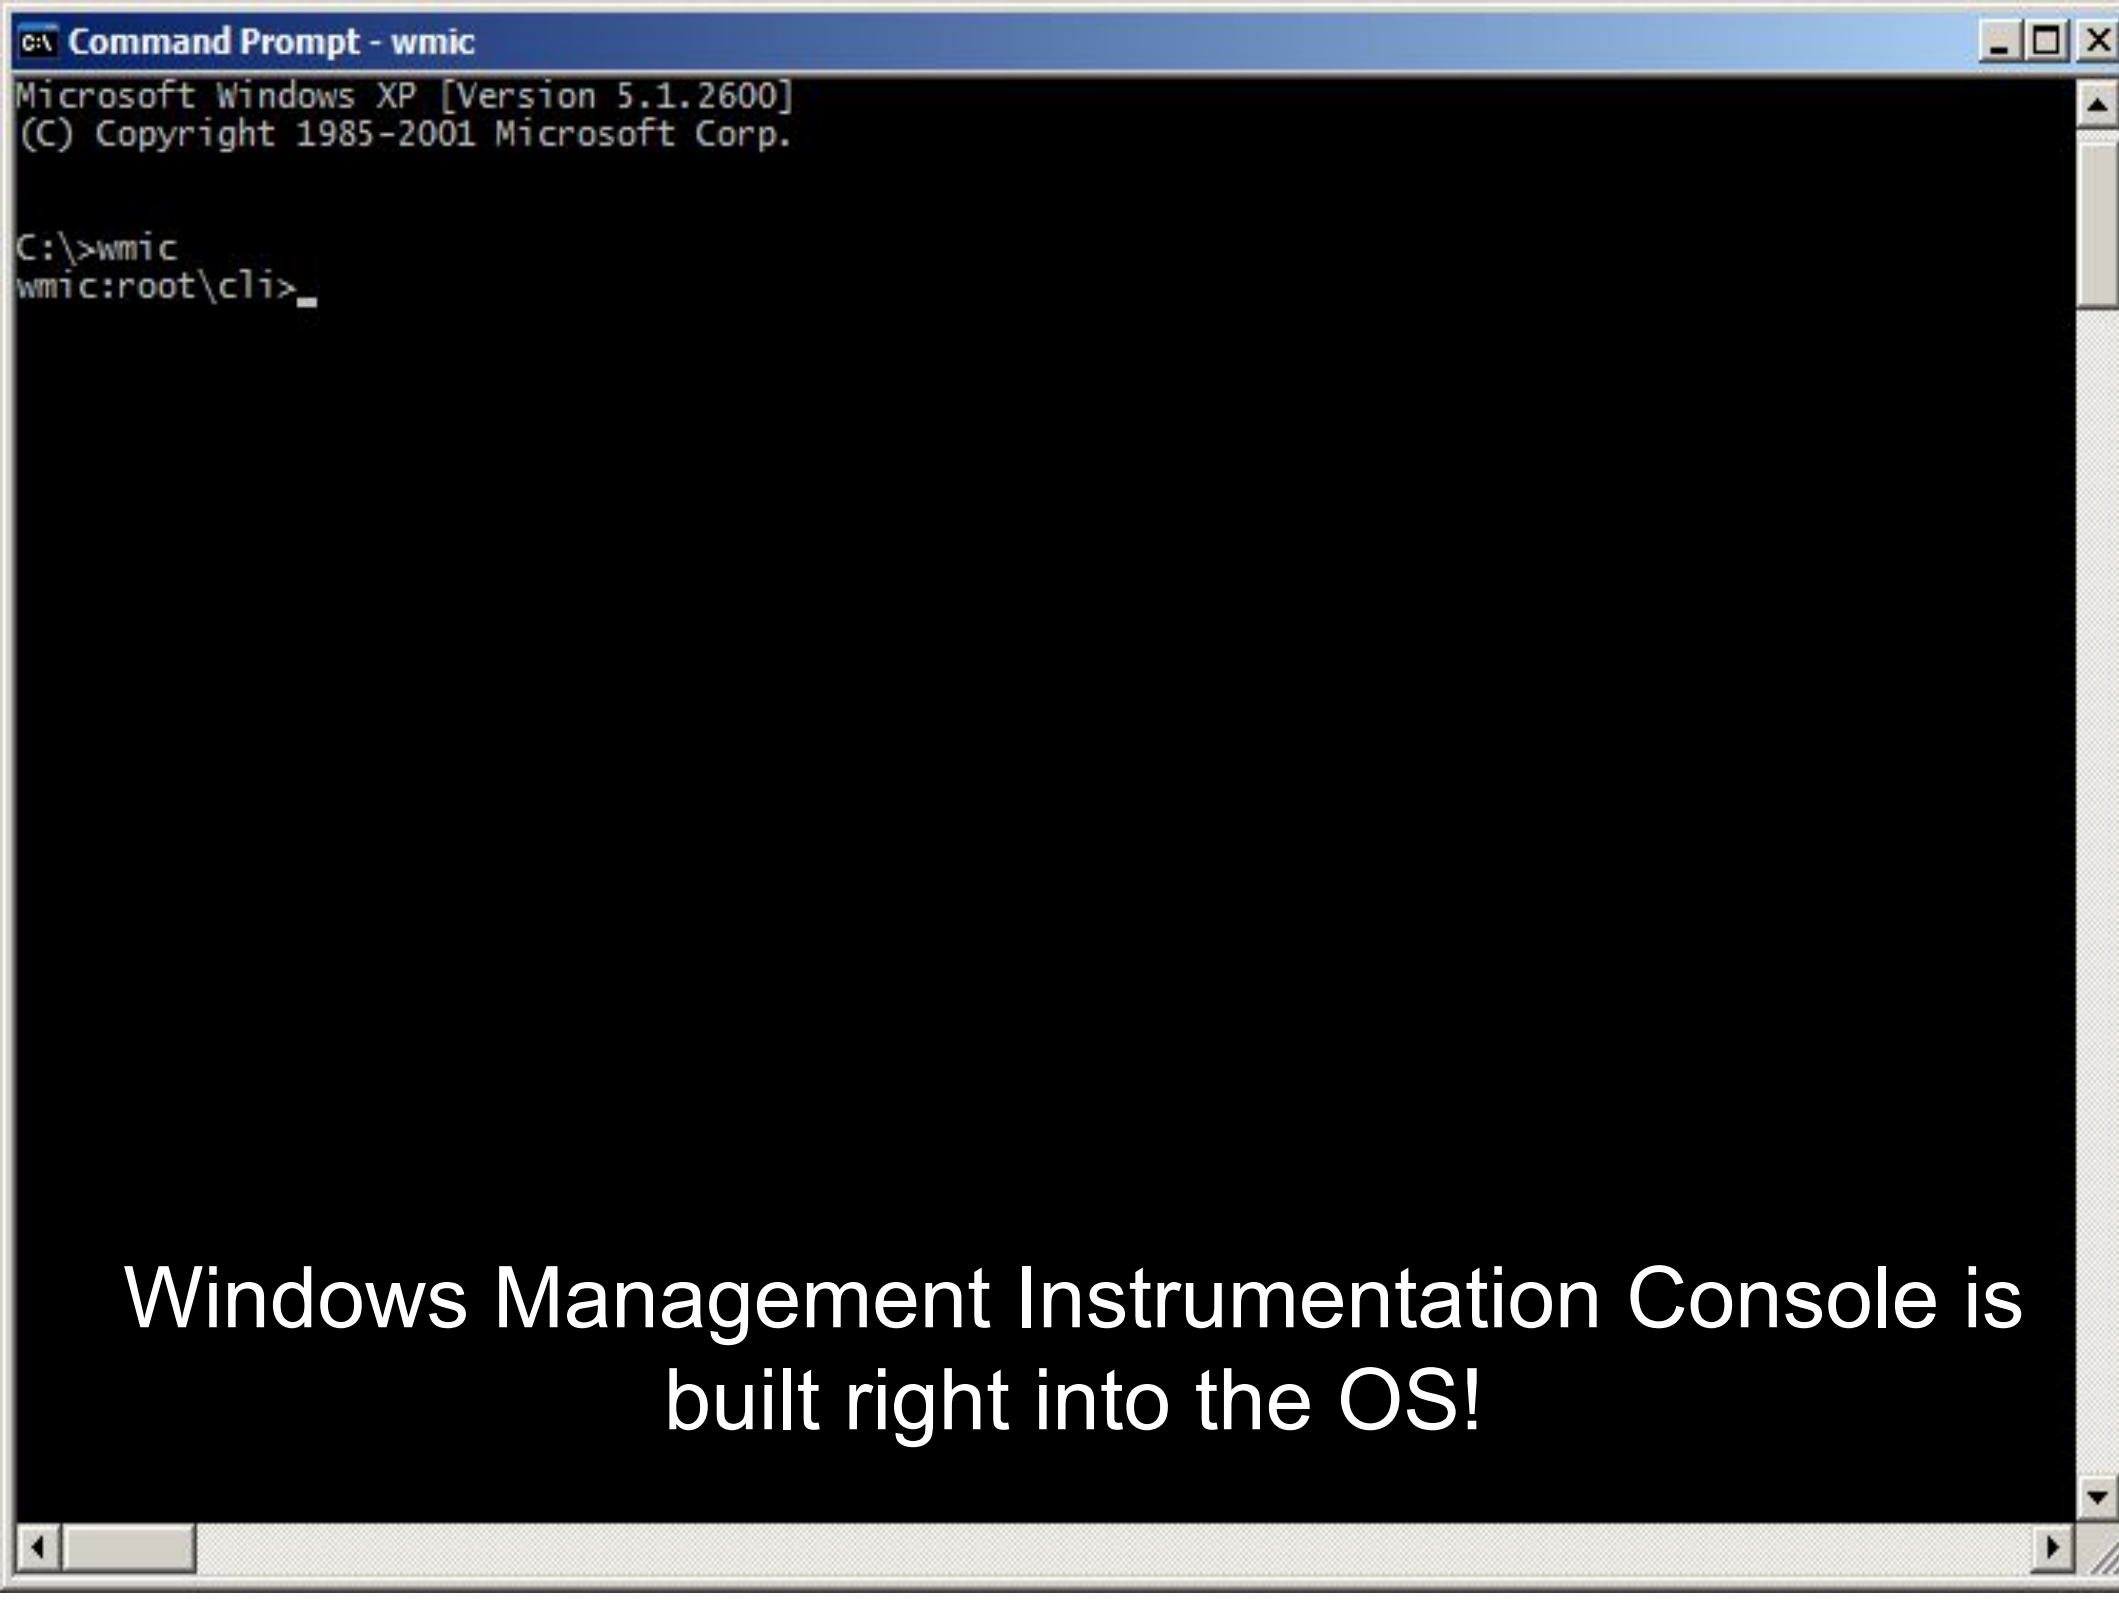 C:\ Command Prompt - wmic
Microsoft Windows XP [Version 5.1.2600]
(C) Copyright 1985-2001 Microsoft Corp.
C:\>wmic
wmic:root\cli>_
Windows Management Instrumentation Console is
built right into the OS!